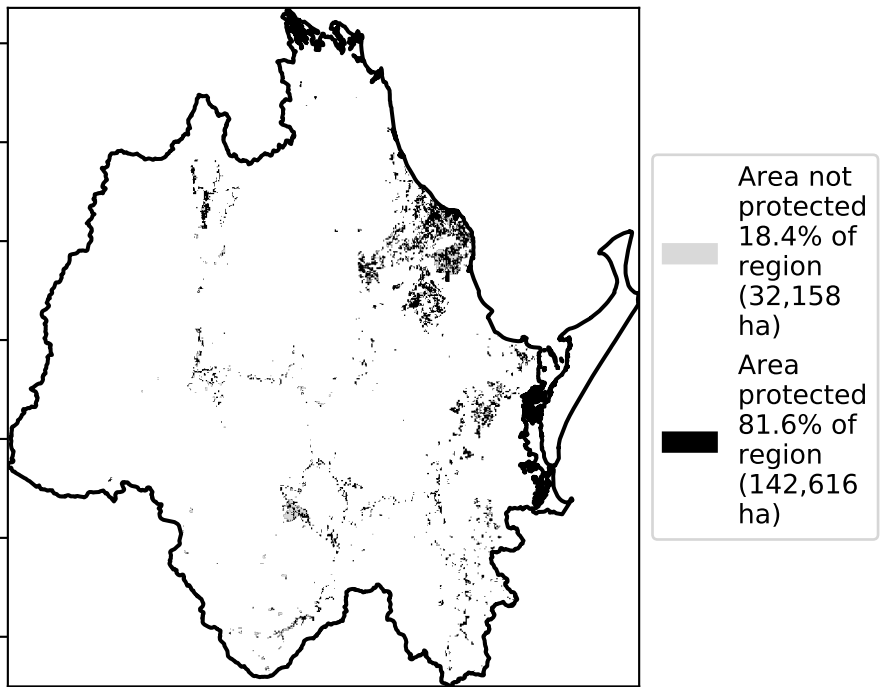 Area not
protected
18.4% of
region
(32,158
ha)
Area
protected
81.6% of
region
(142,616
ha)